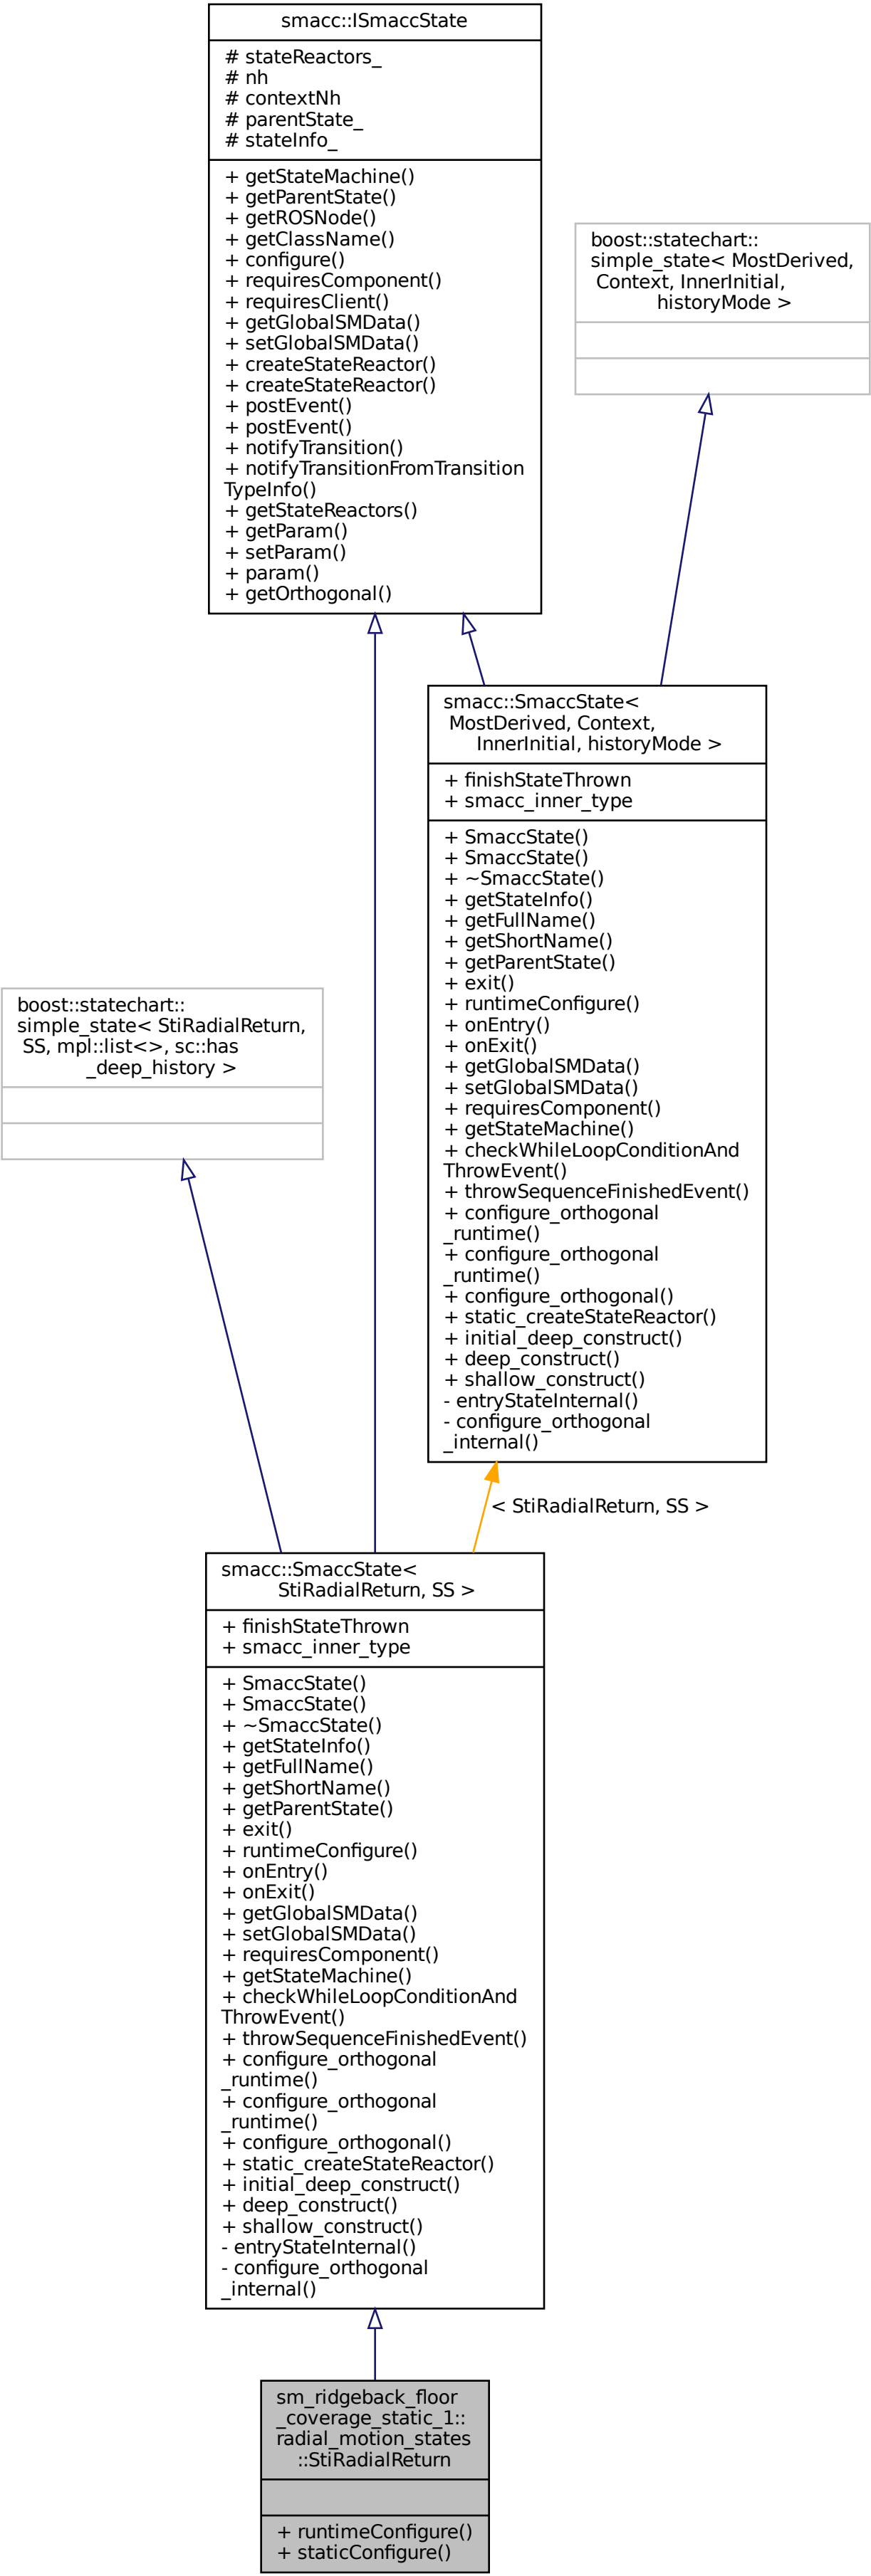 smacc::ISmaccState
# stateReactors_
# nh
# contextNh
# parentState_
# stateInfo_
+ getStateMachine()
+ getParentState()
+ getROSNode()
+ getClassName()
+ configure()
+ requiresComponent()
+ requiresClient()
+ getGlobalSMData()
+ setGlobalSMData()
+ createStateReactor()
+ createStateReactor()
+ postEvent()
+ postEvent()
+ notifyTransition()
+ notifyTransitionFromTransition
TypeInfo()
+ getStateReactors()
+ getParam()
+ setParam()
+ param()
+ getOrthogonal()
boost::statechart::
simple_state< MostDerived,
Context, InnerInitial,
historyMode >
smacc::SmaccState<
MostDerived, Context,
InnerInitial, historyMode >
+ finishStateThrown
+ smacc_inner_type
+ SmaccState()
+ SmaccState()
+ ~SmaccState()
+ getStateInfo()
+ getFullName()
+ getShortName()
+ getParentState()
+ exit()
+ runtimeConfigure()
+ onEntry()
+ onExit()
+ getGlobalSMData()
+ setGlobalSMData()
+ requiresComponent()
+ getStateMachine()
+ checkWhileLoopConditionAnd
ThrowEvent()
+ throwSequenceFinishedEvent()
+ configure_orthogonal
_runtime()
+ configure_orthogonal
_runtime()
+ configure_orthogonal()
+ static_createStateReactor()
+ initial_deep_construct()
+ deep_construct()
+ shallow_construct()
- entryStateInternal()
- configure_orthogonal
_internal()
boost::statechart::
simple_state< StiRadialReturn,
SS, mpl::list<>, sc::has
_deep_history >
< StiRadialReturn, SS >
smacc::SmaccState<
StiRadialReturn, SS >
+ finishStateThrown
+ smacc_inner_type
+ SmaccState()
+ SmaccState()
+ ~SmaccState()
+ getStateInfo()
+ getFullName()
+ getShortName()
+ getParentState()
+ exit()
+ runtimeConfigure()
+ onEntry()
+ onExit()
+ getGlobalSMData()
+ setGlobalSMData()
+ requiresComponent()
+ getStateMachine()
+ checkWhileLoopConditionAnd
ThrowEvent()
+ throwSequenceFinishedEvent()
+ configure_orthogonal
_runtime()
+ configure_orthogonal
_runtime()
+ configure_orthogonal()
+ static_createStateReactor()
+ initial_deep_construct()
+ deep_construct()
+ shallow_construct()
- entryStateInternal()
- configure_orthogonal
_internal()
sm_ridgeback_floor
_coverage_static_1::
radial_motion_states
::StiRadialReturn
+ runtimeConfigure()
+ staticConfigure()